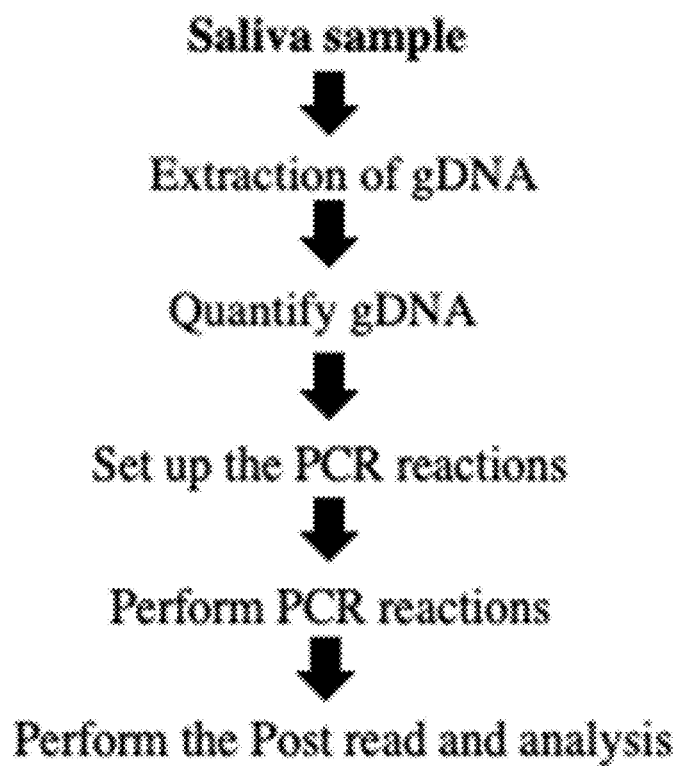 Saliva sample
Extraction of gDNA
Quantify gDNA
Set up the PCR reactions
Perform PCR reactions
Perform the Post read and analysis